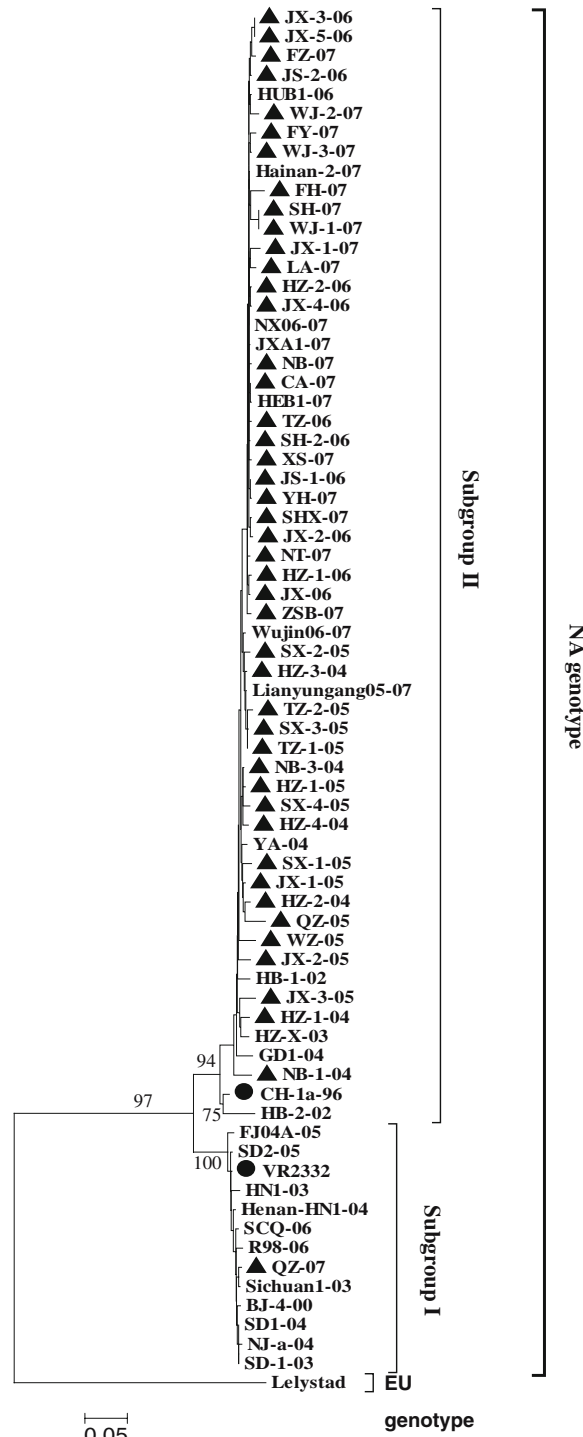 JX-3-06
JX-5-06
FZ-07
JS-2-06
HUB1-06
WJ-2-07
FY-07
WJ-3-07
Hainan-2-07
FH-07
SH-07
WJ-1-07
JX-1-07
LA-07
HZ-2-06
JX-4-06
NX06-07
JXA1-07
NB-07
CA-07
HEB1-07
TZ-06
SH-2-06
XS-07
JS-1-06
YH-07
SHX-07
JX-2-06
NT-07
HZ-1-06
JX-06
ZSB-07
Wujin06-07
SX-2-05
HZ-3-04
Lianyungang05-07
TZ-2-05
SX-3-05
TZ-1-05
NB-3-04
HZ-1-05
SX-4-05
HZ-4-04
YA-04
SX-1-05
JX-1-05
HZ-2-04
QZ-05
WZ-05
JX-2-05
HB-1-02
JX-3-05
HZ-1-04
HZ-X-03
GD1-04
NB-1-04
CH-1a-96
HB-2-02
FJ04A-05
SD2-05
VR2332
HN1-03
Henan-HN1-04
SCQ-06
R98-06
QZ-07
Sichuan1-03
BJ-4-00
SD1-04
NJ-a-04
SD-1-03
Lelystad
94
97
75
100
Subgroup II
Subgroup I
NA genotype
EU
genotype
0.05